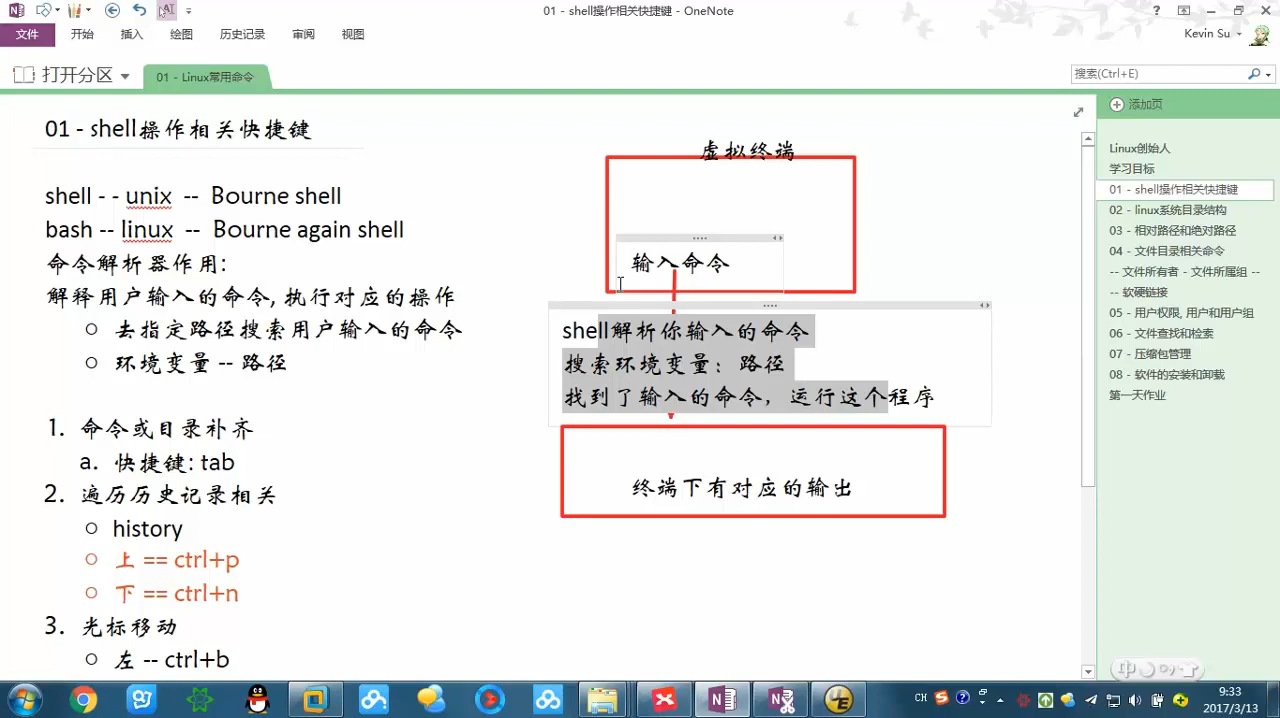 01 - shell操作相关快捷键 - OneNote
Kevin Su
文件 开始 插入 绘图 历史记录 审阅 视图
打开分区 01 - Linux常用命令 搜索(Ctrl+E)
添加页
01 - shell操作相关快捷键
shell - - unix -- Bourne shell
bash -- linux -- Bourne again shell
命令解析器作用:
解释用户输入的命令, 执行对应的操作
去指定路径搜索用户输入的命令
环境变量 -- 路径
1. 命令或目录补齐
a. 快捷键: tab
2. 遍历历史记录相关
history
上 == ctrl+p
下 == ctrl+n
3. 光标移动
左 -- ctrl+b
虚拟终端
输入命令
shell解析你输入的命令
搜索环境变量：路径
找到了输入的命令，运行这个程序
终端下有对应的输出
Linux创始人
学习目标
01 - shell操作相关快捷键
02 - linux系统目录结构
03 - 相对路径和绝对路径
04 - 文件目录相关命令
-- 文件所有者 - 文件所属组 --
-- 软硬链接
05 - 用户权限, 用户和用户组
06 - 文件查找和检索
07 - 压缩包管理
08 - 软件的安装和卸载
第一天作业
中
CH
9:33
2017/3/13